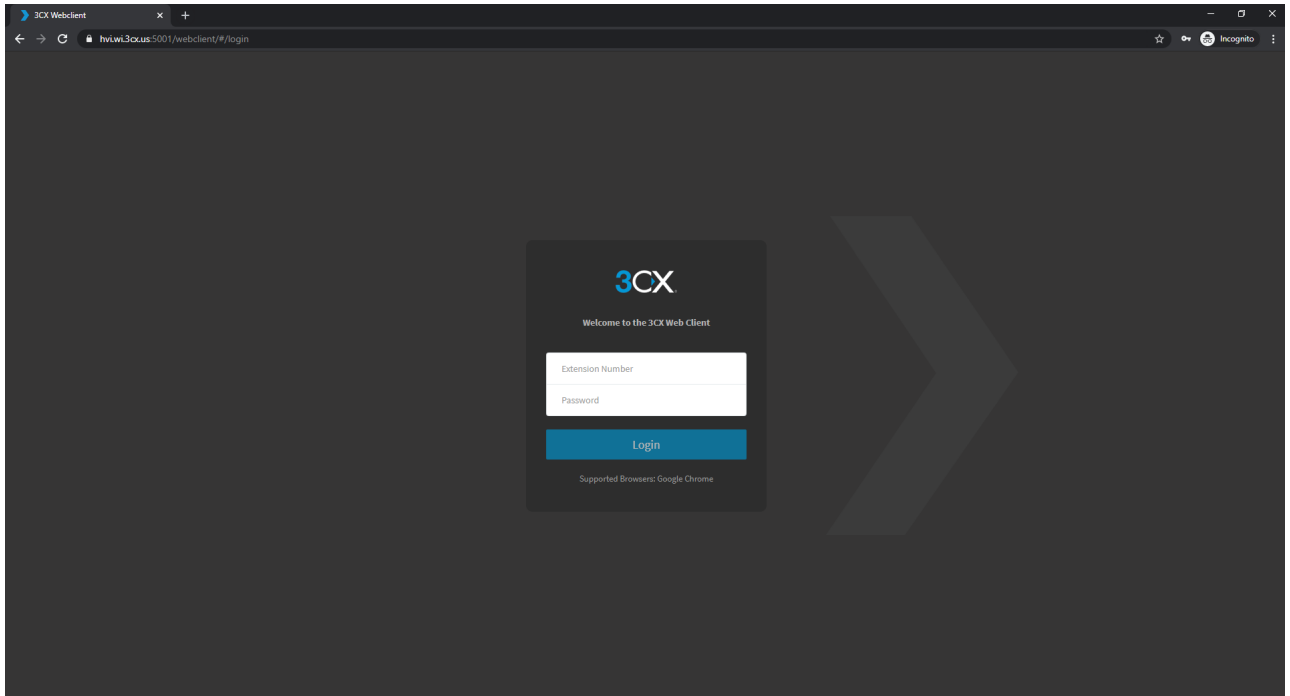 3CX Webclient
hvi.wi.3cx.us:5001/webclient/#/login
Incognito
3CX
Welcome to the 3CX Web Client
Extension Number
Password
Login
Supported Browsers: Google Chrome